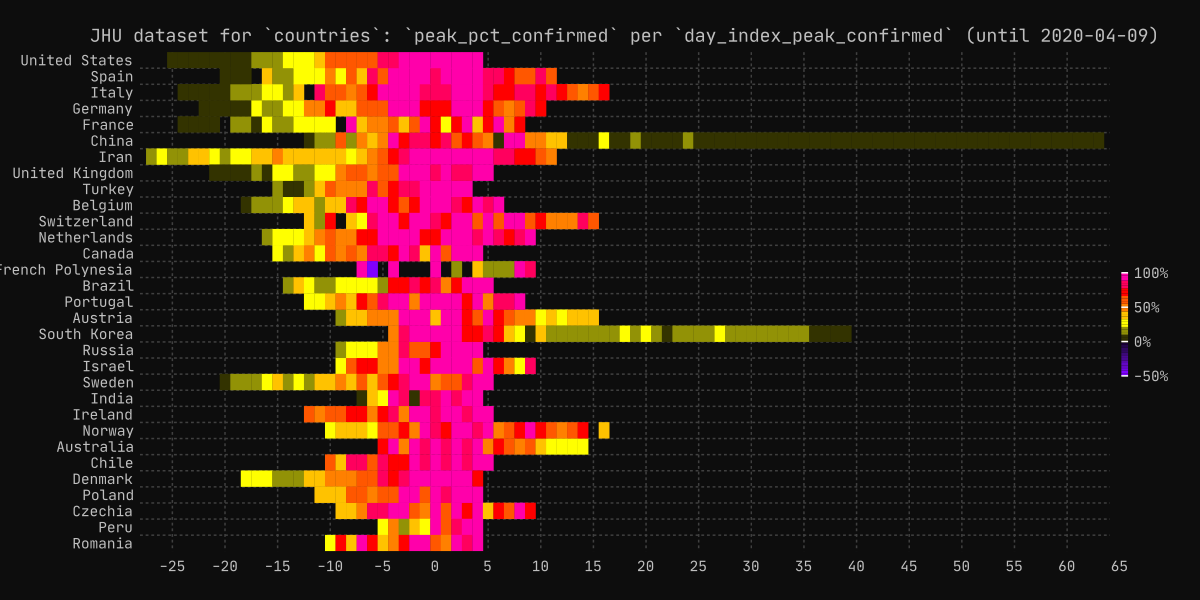 JHU dataset for `countries`: `peak_pct_confirmed` per `day_index_peak_confirmed` (until 2020-04-09)
United States
Spain
Italy
Germany
France
China
Iran
United Kingdom
Turkey
Belgium
Switzerland
Netherlands
Canada
French Polynesia
Brazil
Portugal
Austria
South Korea
Russia
Israel
Sweden
India
Ireland
Norway
Australia
Chile
Denmark
Poland
Czechia
Peru
Romania
-25 -20 -15 -10 -5 0 5 10 15 20 25 30 35 40 45 50 55 60 65
100%
50%
0%
-50%